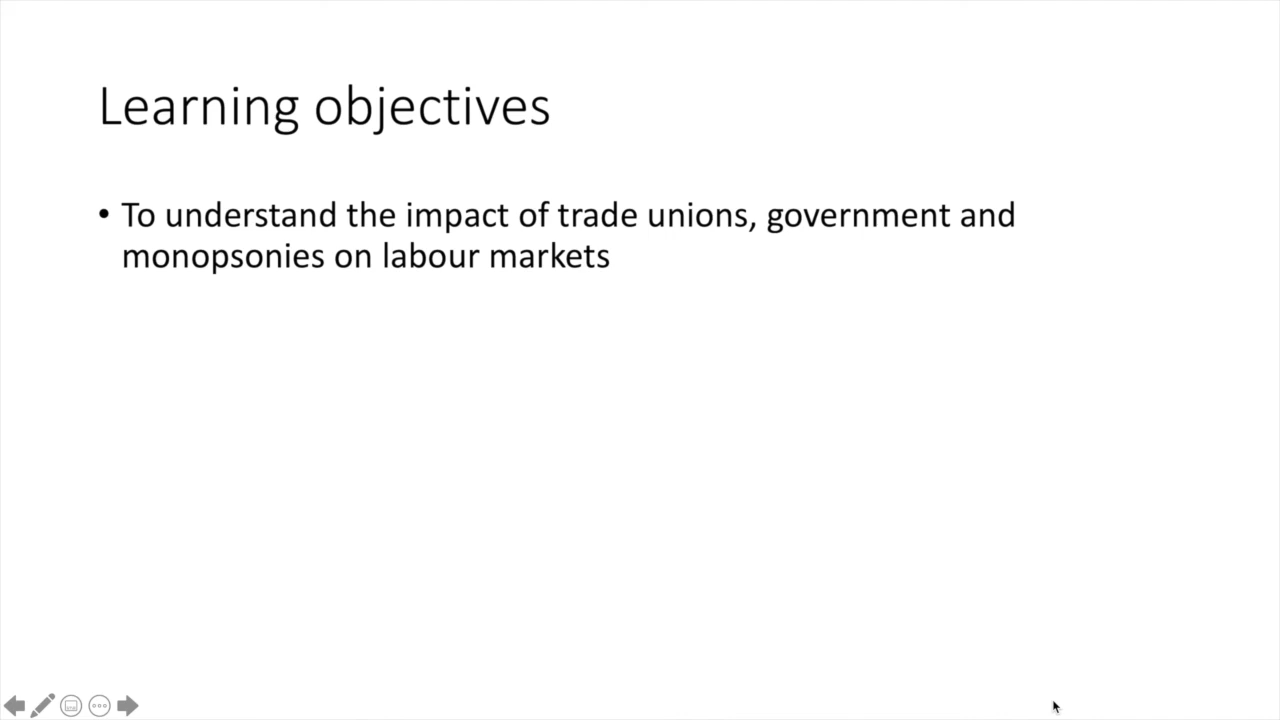 Learning objectives
• To understand the impact of trade unions, government and
monopsonies on labour markets